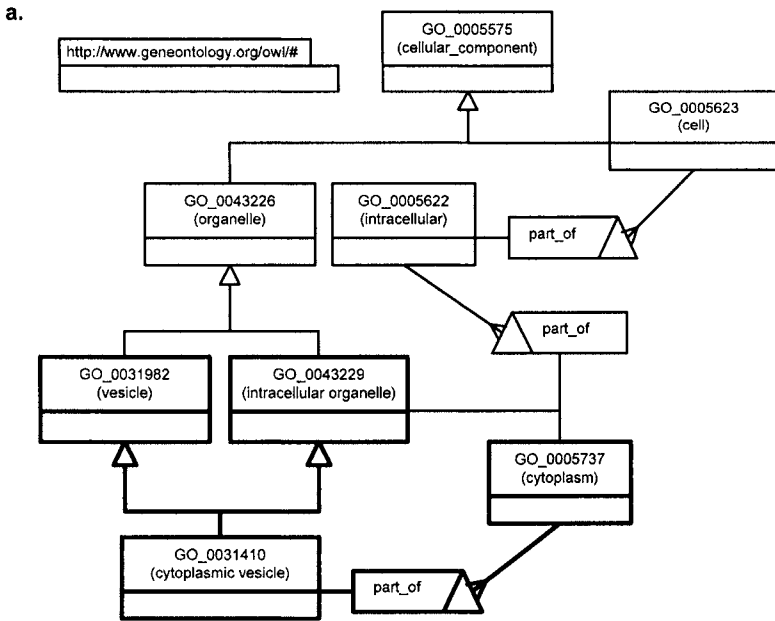 a.
http://www.geneontology.org/owl/#
GO_0005575
(cellular_component)
GO_0005623
(cell)
GO_0043226
(organelle)
GO_0005622
(intracellular)
part_of
part_of
GO_0031982
(vesicle)
GO_0043229
(intracellular organelle)
GO_0005737
(cytoplasm)
GO_0031410
(cytoplasmic vesicle)
part_of